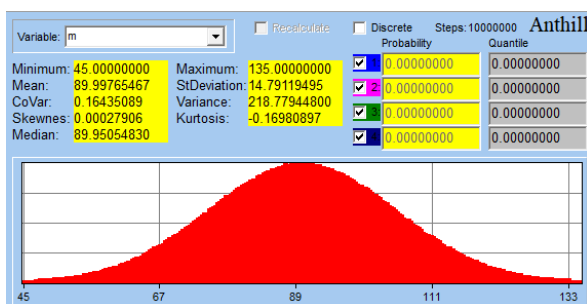 Variable: m Recalculate Discrete Steps:10000000 Anthill
Probability Quantile
Minimum: 45.00000000 Maximum: 135.00000000 1 0.00000000 0.00000000
Mean: 89.99765467 StDeviation: 14.79119495 2 0.00000000 0.00000000
CoVar: 0.16435089 Variance: 218.77944800 3 0.00000000 0.00000000
Skewnes: 0.00027906 Kurtosis: -0.16980897 0.00000000 0.00000000
Median: 89.95054830
45 67 89 111 133